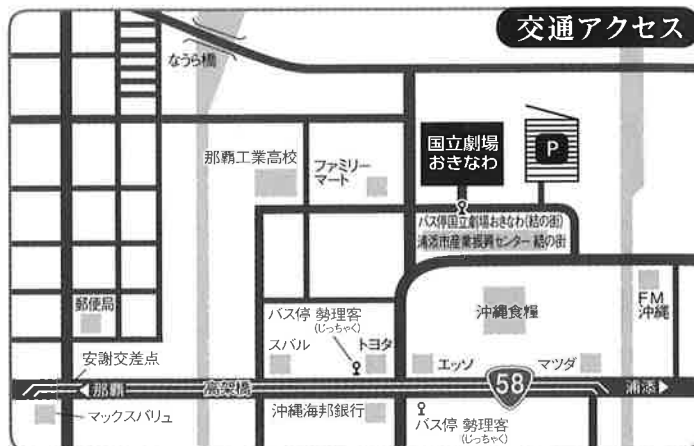 交通アクセス
なうら橋
国立劇場
おきなわ
P
那覇工業高校
ファミリー
マート
バス停国立劇場おきなわ(結の街)
浦添市産業振興センター 結の街
郵便局
バス停 勢理客
(じっちゃく)
スバル
トヨタ
沖縄食糧
FM
沖縄
エッソ
マツダ
安謝交差点
◀那覇
高架橋
58
浦添▶
マックスバリュ
沖縄海邦銀行
バス停 勢理客
(じっちゃく)